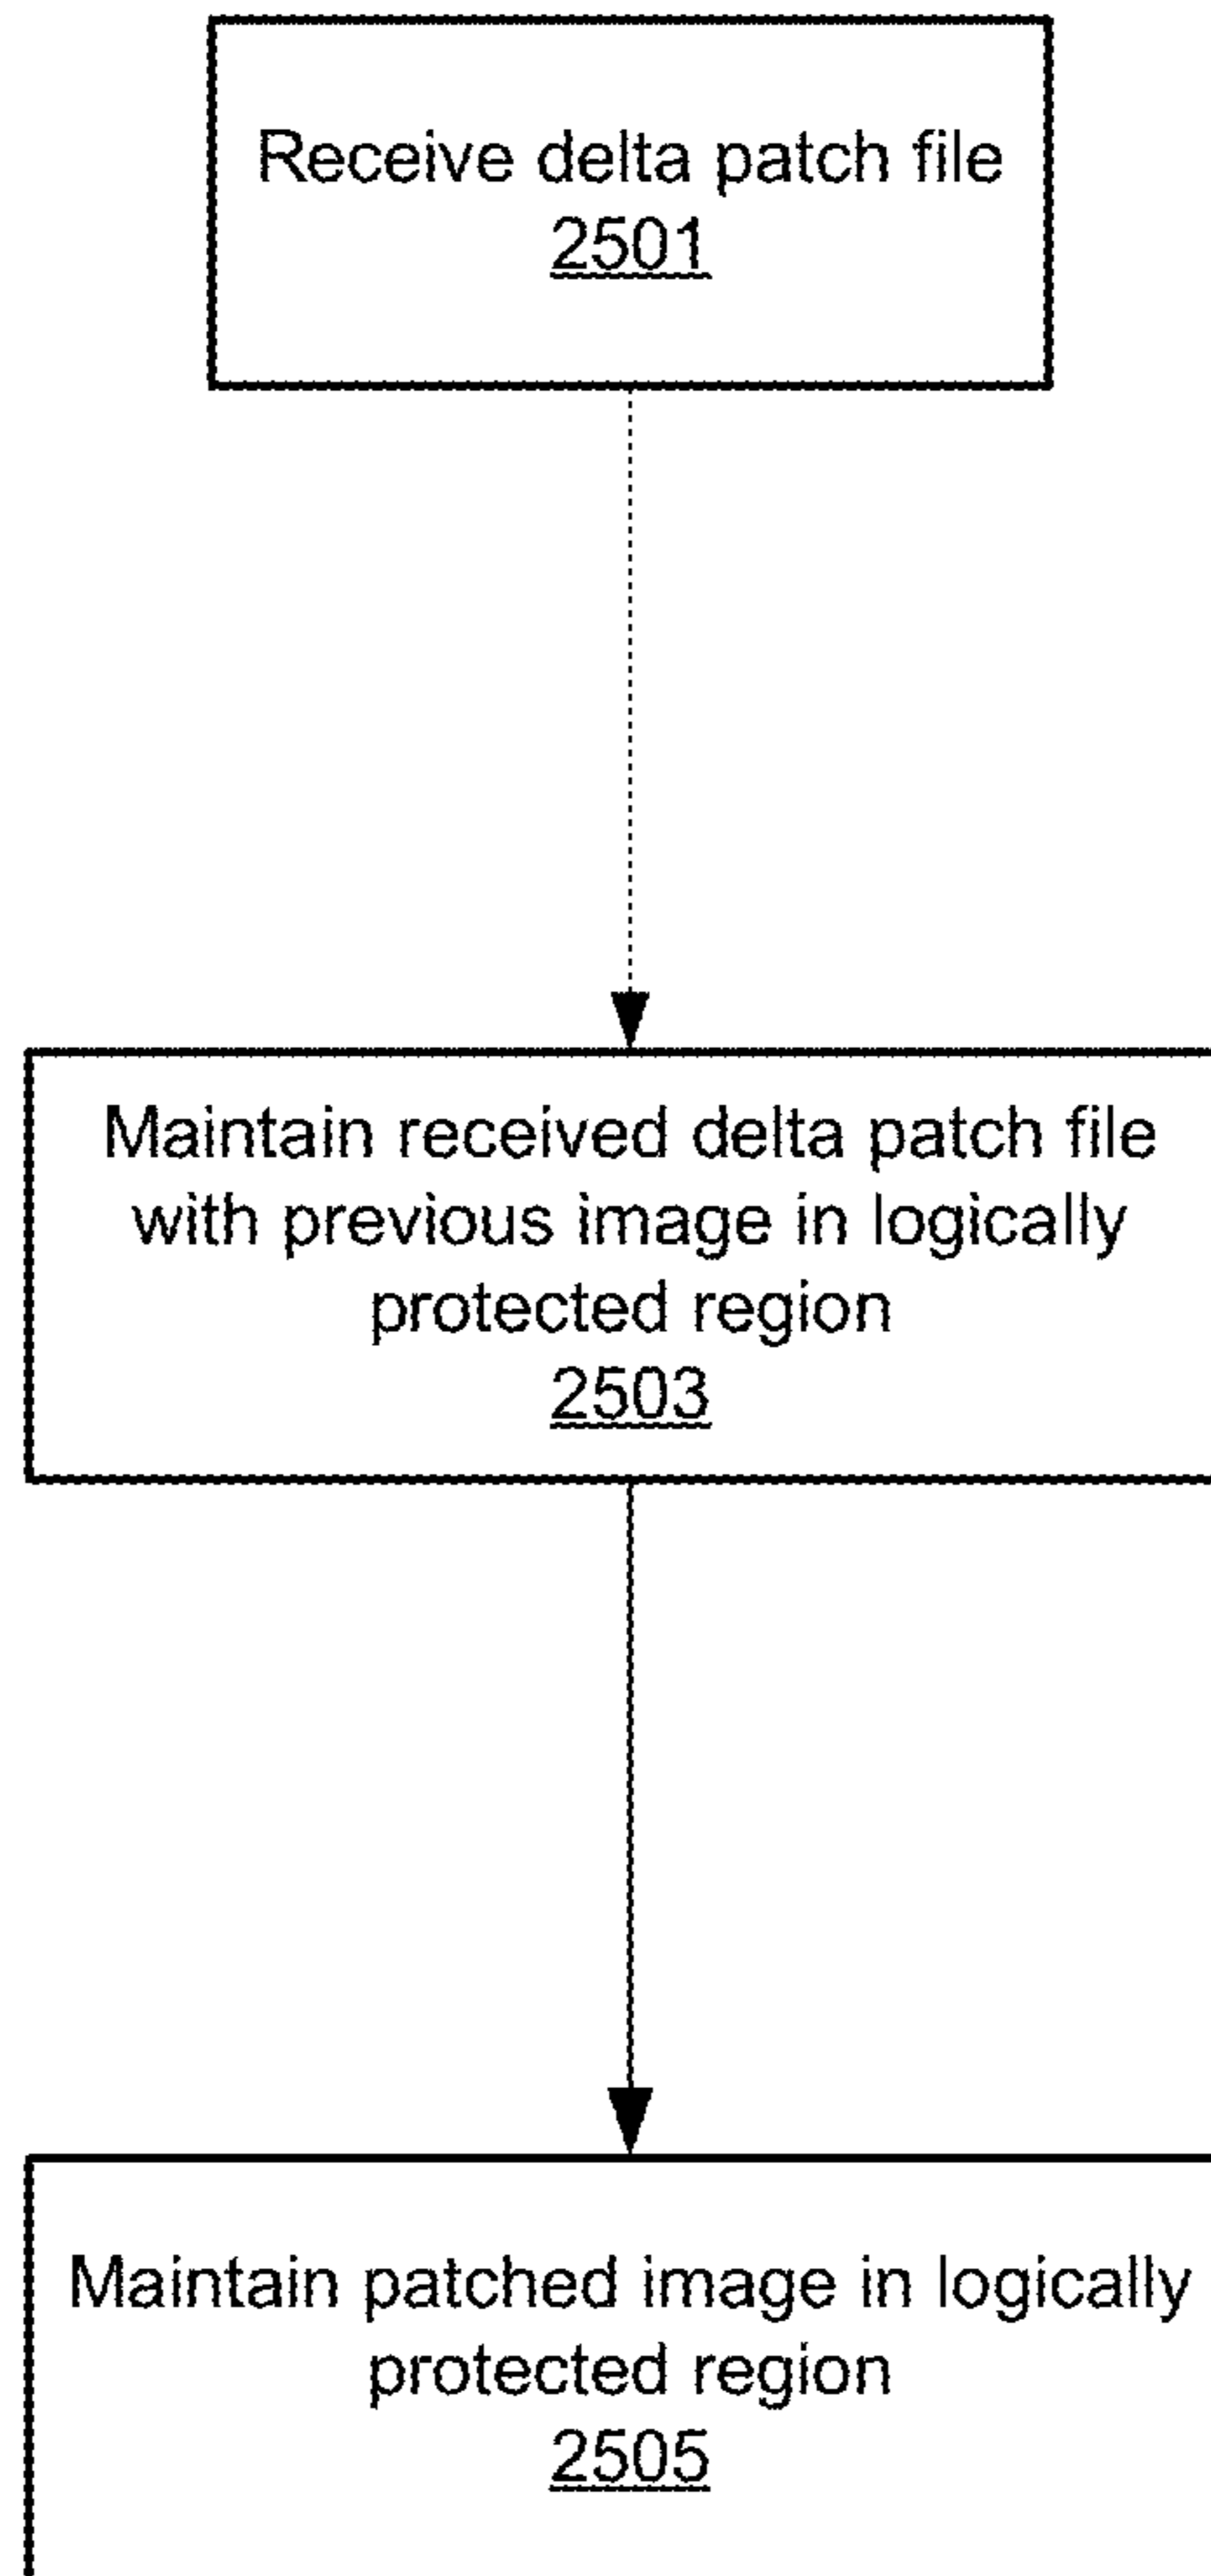 Receive delta patch file
2501
Maintain received delta patch file
with previous image in logically
protected region
2503
Maintain patched image in logically
protected region
2505